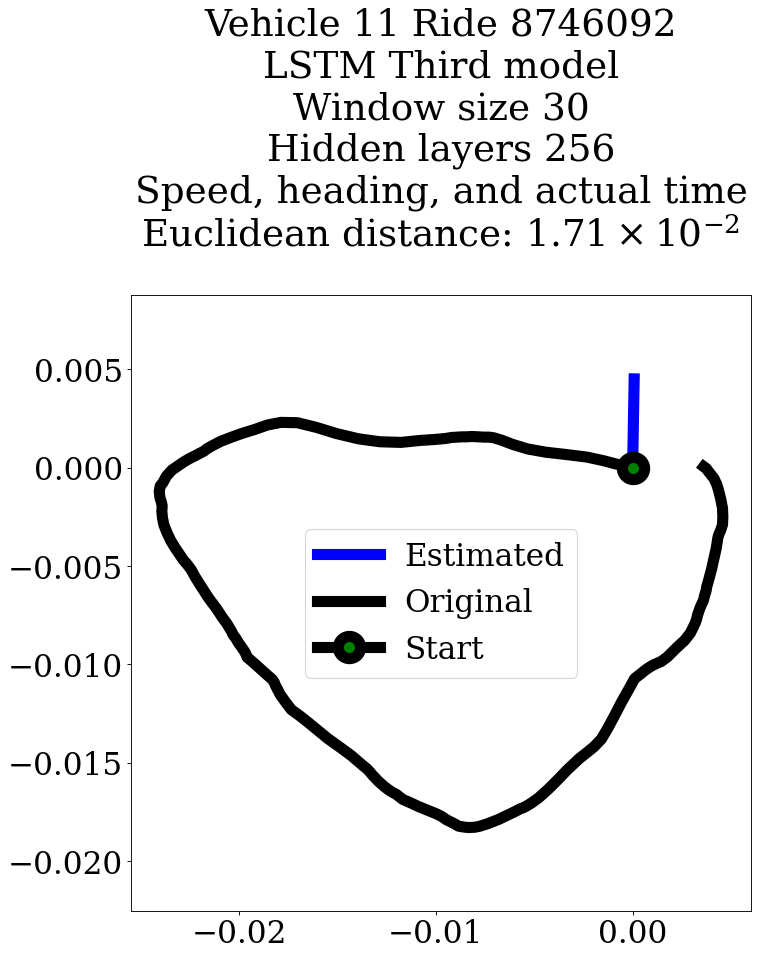 Vehicle 11 Ride 8746092
LSTM Third model
Window size 30
Hidden layers 256
Speed, heading, and actual time
Euclidean distance: 1.71 × 10⁻²
0.005
0.000
−0.005
−0.010
−0.015
−0.020
Estimated
Original
Start
−0.02
−0.01
0.00